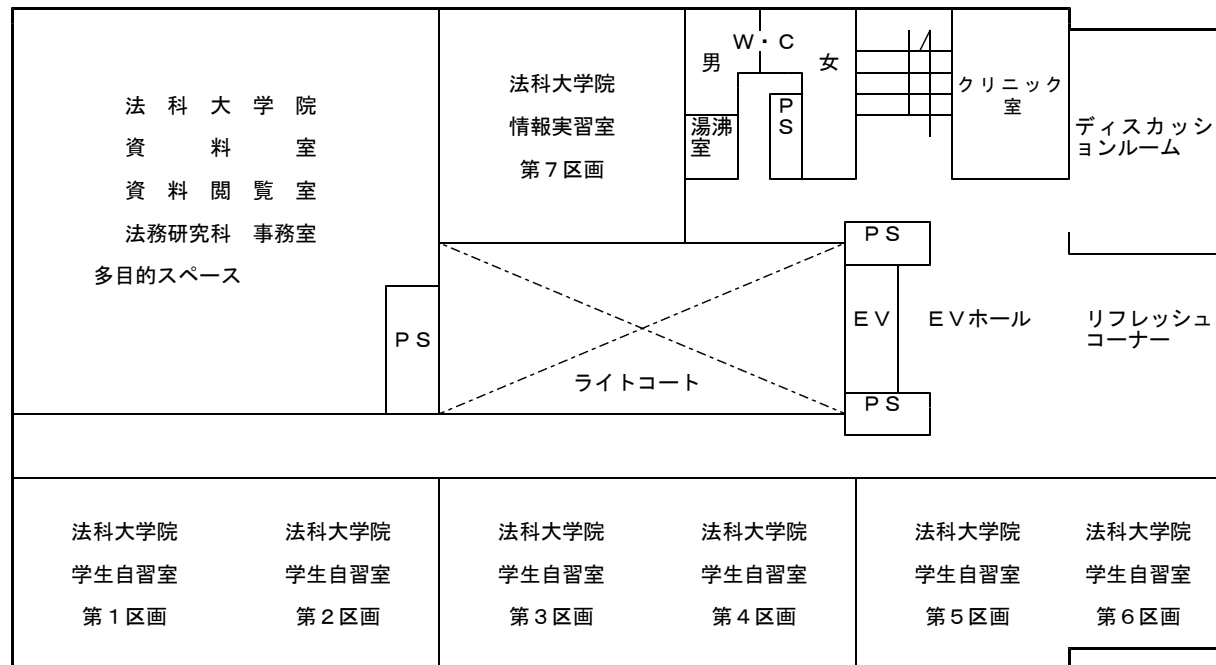 法　科　大　学　院
資　　　料　　　室
資　料　閲　覧　室
法務研究科　事務室
多目的スペース
ＰＳ
法科大学院
情報実習室
第７区画
Ｗ・Ｃ
男
女
湯沸
室
Ｐ
Ｓ
クリニック
室
ディスカッシ
ョンルーム
ＰＳ
ＥＶ
ＥＶホール
リフレッシュ
コーナー
ライトコート
ＰＳ
法科大学院
学生自習室
第１区画
法科大学院
学生自習室
第２区画
法科大学院
学生自習室
第３区画
法科大学院
学生自習室
第４区画
法科大学院
学生自習室
第５区画
法科大学院
学生自習室
第６区画